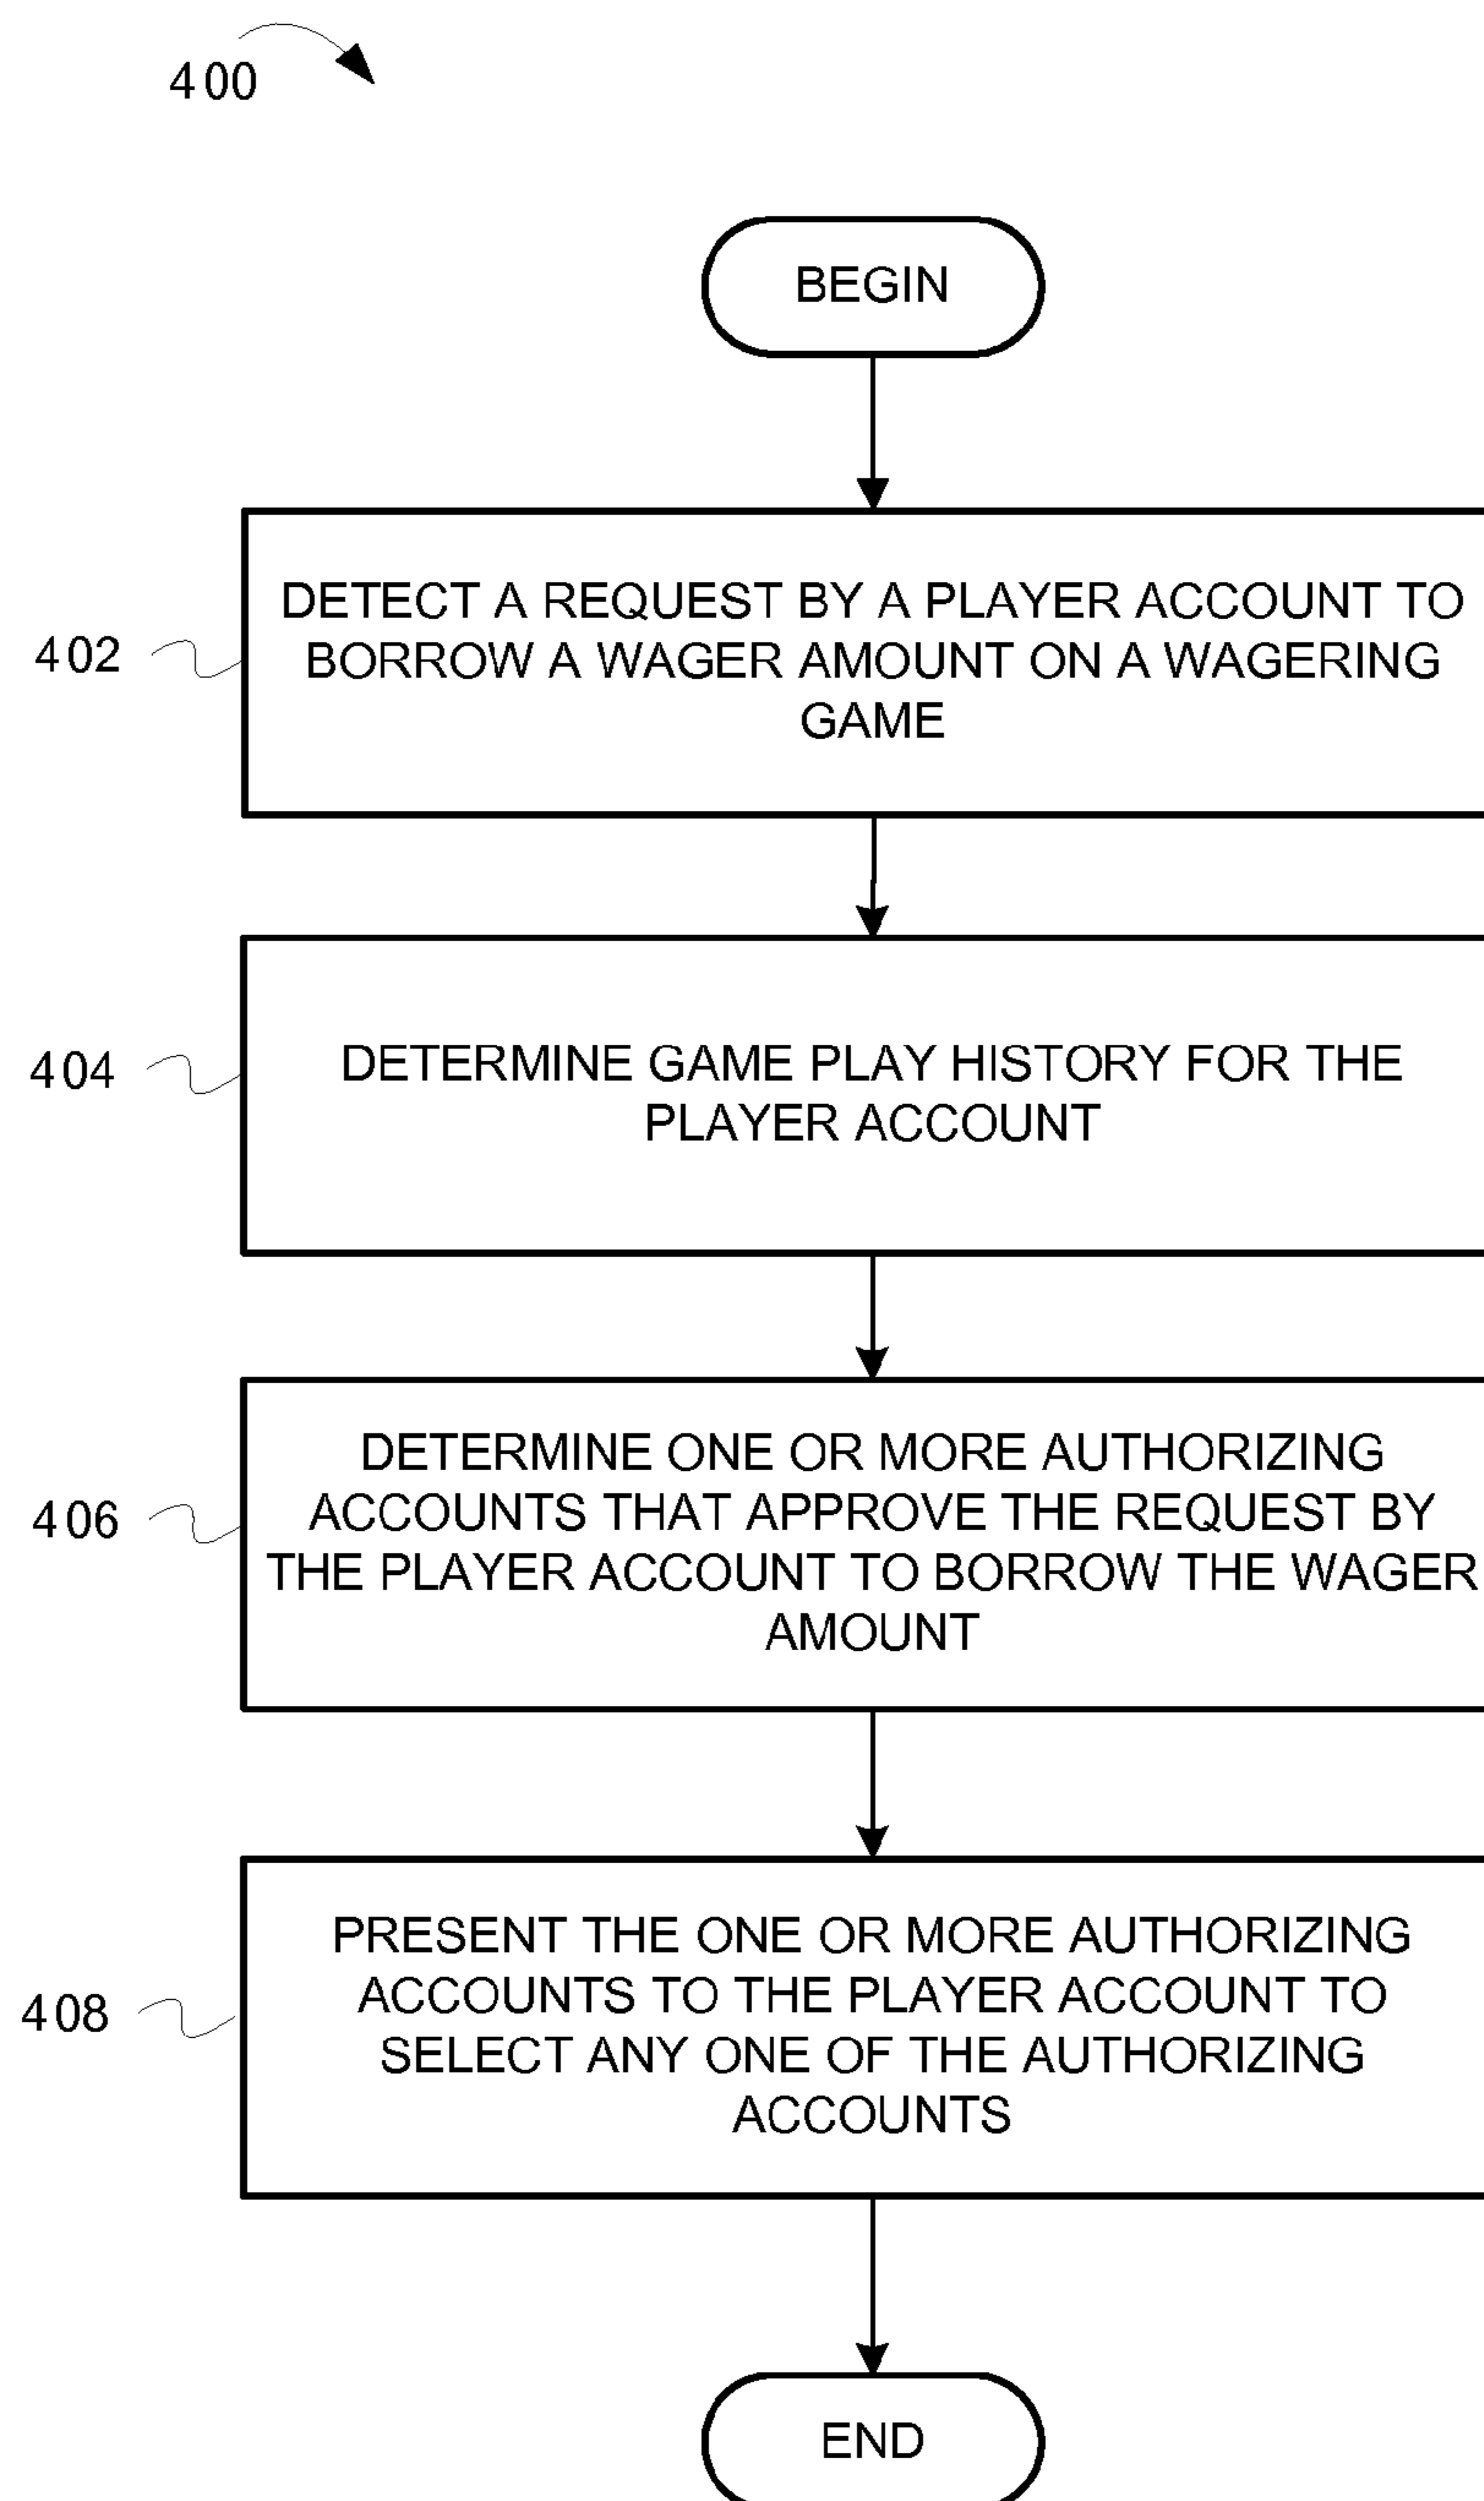 400
BEGIN
402
DETECT A REQUEST BY A PLAYER ACCOUNT TO
BORROW A WAGER AMOUNT ON A WAGERING
GAME
404
DETERMINE GAME PLAY HISTORY FOR THE
PLAYER ACCOUNT
406
DETERMINE ONE OR MORE AUTHORIZING
ACCOUNTS THAT APPROVE THE REQUEST BY
THE PLAYER ACCOUNT TO BORROW THE WAGER
AMOUNT
408
PRESENT THE ONE OR MORE AUTHORIZING
ACCOUNTS TO THE PLAYER ACCOUNT TO
SELECT ANY ONE OF THE AUTHORIZING
ACCOUNTS
END